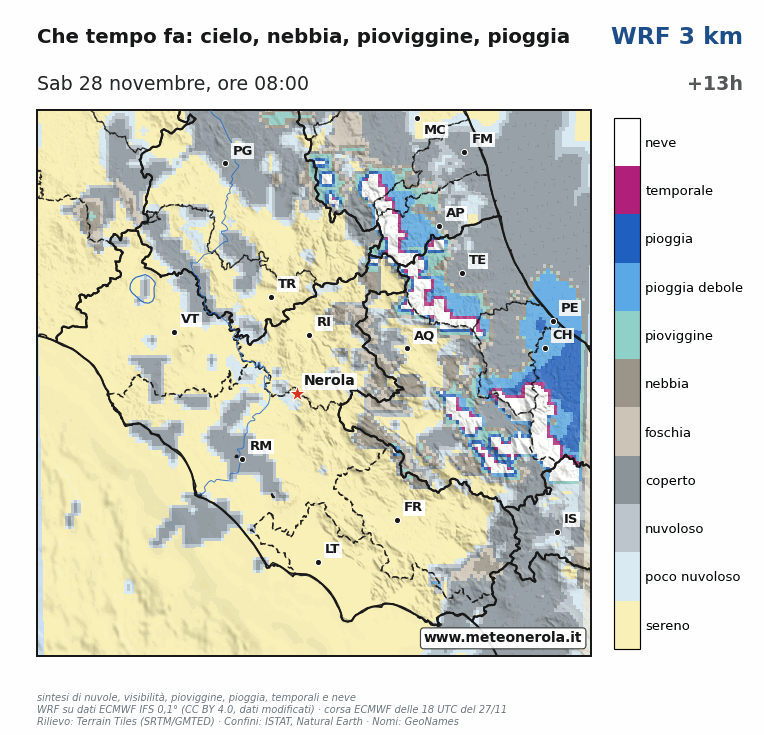 Che tempo fa: cielo, nebbia, pioviggine, pioggia
WRF 3 km
Sab 28 novembre, ore 08:00
+13h
MC
FM
PG
AP
TE
TR
PE
VT
RI
AQ
CH
Nerola
RM
FR
IS
LT
www.meteonerola.it
neve
temporale
pioggia
pioggia debole
pioviggine
nebbia
foschia
coperto
nuvoloso
poco nuvoloso
sereno
sintesi di nuvole, visibilità, pioviggine, pioggia, temporali e neve
WRF su dati ECMWF IFS 0,1° (CC BY 4.0, dati modificati) · corsa ECMWF delle 18 UTC del 27/11
Rilievo: Terrain Tiles (SRTM/GMTED) · Confini: ISTAT, Natural Earth · Nomi: GeoNames